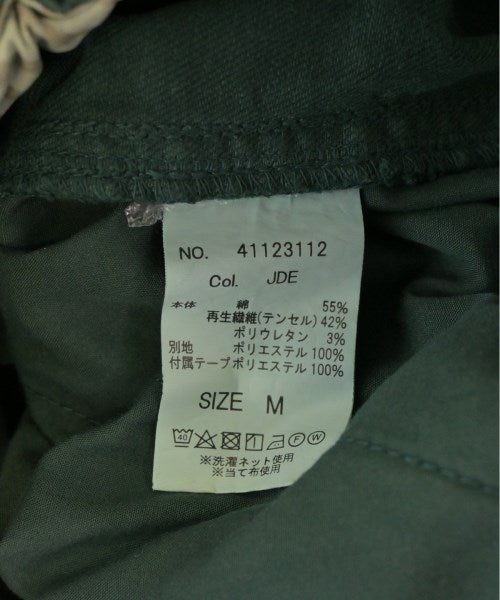 NO. 41123112
Col. JDE
本体 綿 55%
再生繊維(テンセル) 42%
ポリウレタン 3%
別地 ポリエステル 100%
付属テープ ポリエステル 100%
SIZE M
40 F W
※洗濯ネット使用
※当て布使用